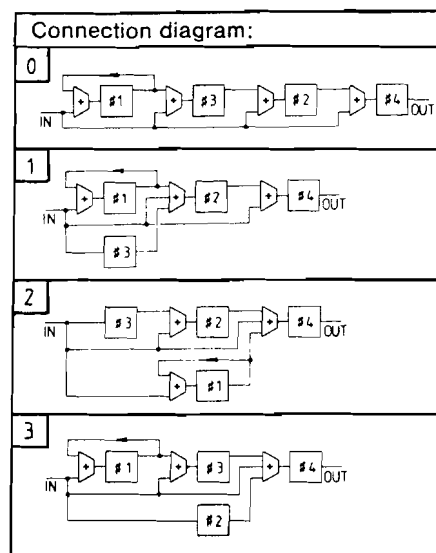 Connection diagram:
0
+ #1 + #3 + #2 + #4
IN OUT
1
+ #1 + #2 + #4
IN OUT
#3
2
#3 + #2 + #4
IN OUT
+ #1
3
+ #1 + #3 + #4
IN OUT
#2